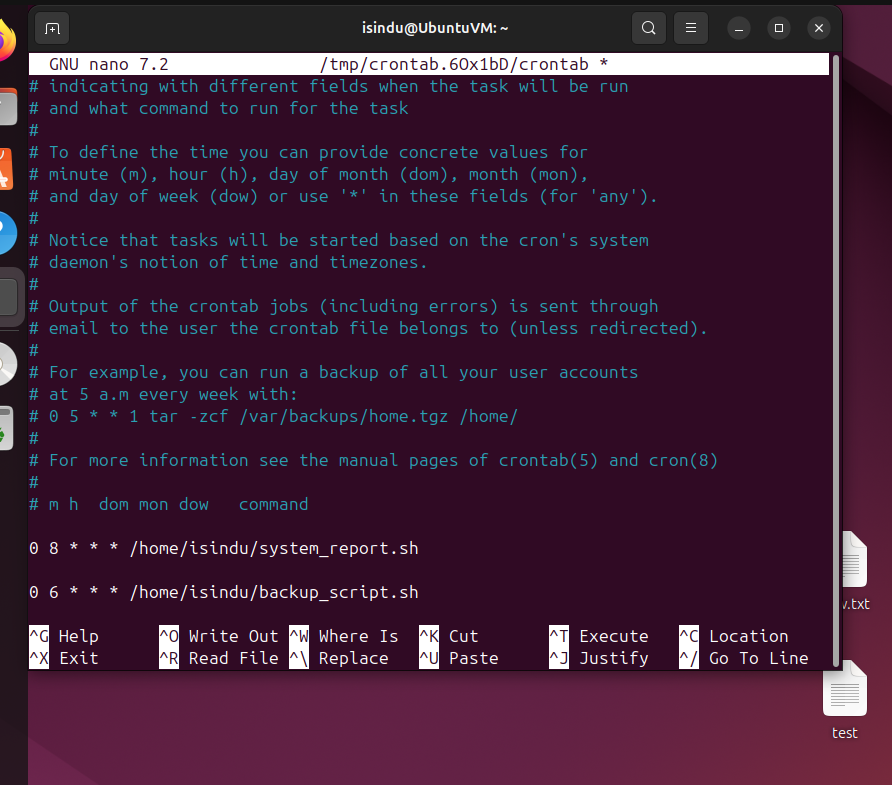 isindu@UbuntuVM: ~
GNU nano 7.2 /tmp/crontab.6Ox1bD/crontab *
# indicating with different fields when the task will be run
# and what command to run for the task
#
# To define the time you can provide concrete values for
# minute (m), hour (h), day of month (dom), month (mon),
# and day of week (dow) or use '*' in these fields (for 'any').
#
# Notice that tasks will be started based on the cron's system
# daemon's notion of time and timezones.
#
# Output of the crontab jobs (including errors) is sent through
# email to the user the crontab file belongs to (unless redirected).
#
# For example, you can run a backup of all your user accounts
# at 5 a.m every week with:
# 0 5 * * 1 tar -zcf /var/backups/home.tgz /home/
#
# For more information see the manual pages of crontab(5) and cron(8)
#
# m h  dom mon dow   command
0 8 * * * /home/isindu/system_report.sh
0 6 * * * /home/isindu/backup_script.sh
^G Help ^O Write Out ^W Where Is ^K Cut ^T Execute ^C Location
^X Exit ^R Read File ^\ Replace ^U Paste ^J Justify ^/ Go To Line
v.txt
test